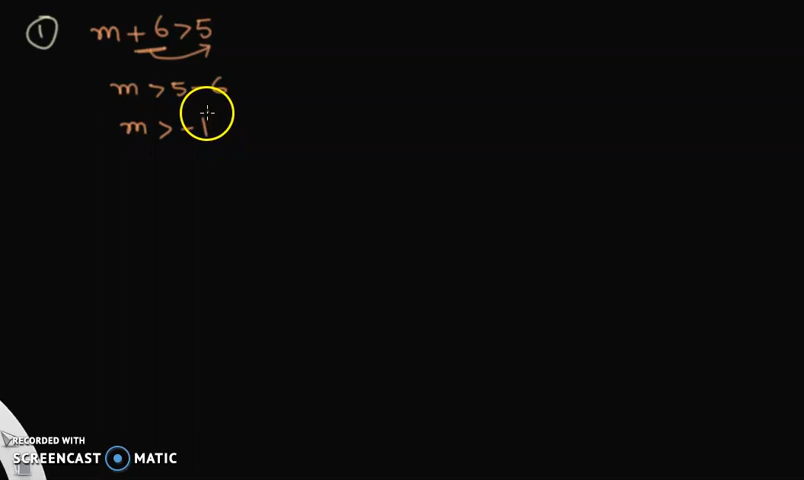 ① m + 6 > 5
m > 5 - 6
m > -1
RECORDED WITH
SCREENCAST MATIC